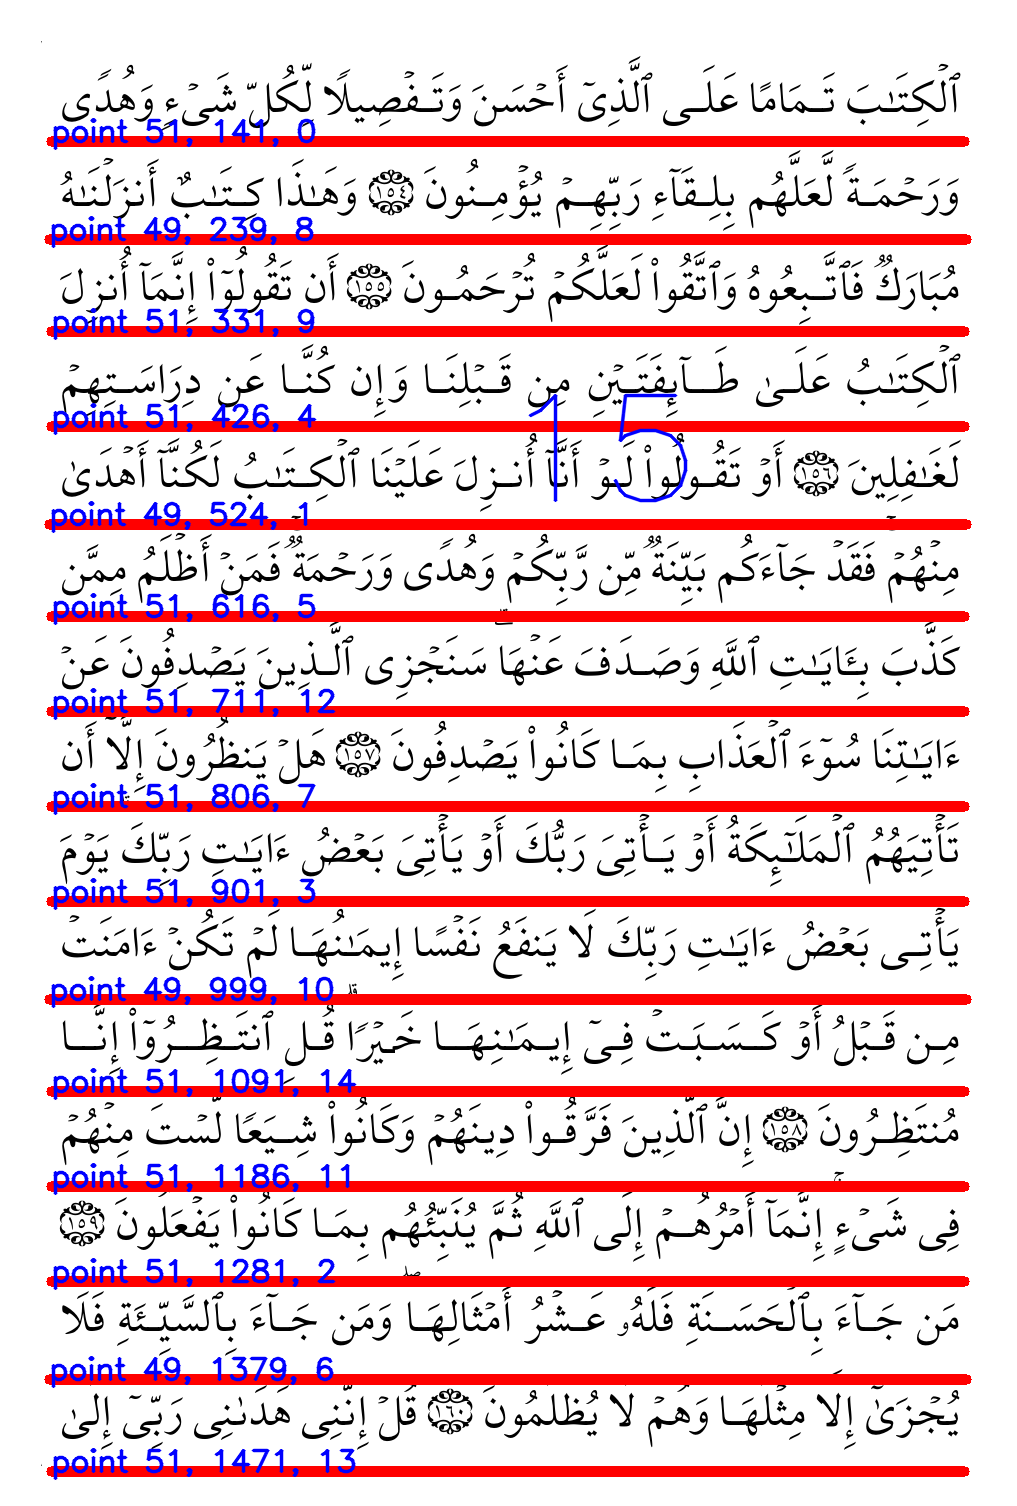 ٱلْكِتَـٰبَ تَمَامًا عَلَى ٱلَّذِىٓ أَحْسَنَ وَتَفْصِيلًا لِّكُلِّ شَىْءٍ وَهُدًى
point 51, 141, 0
وَرَحْمَةً لَّعَلَّهُم بِلِقَآءِ رَبِّهِمْ يُؤْمِنُونَ ١٥٤ وَهَـٰذَا كِتَـٰبٌ أَنزَلْنَـٰهُ
point 49, 239, 8
مُبَارَكٌ فَٱتَّبِعُوهُ وَٱتَّقُوا۟ لَعَلَّكُمْ تُرْحَمُونَ ١٥٥ أَن تَقُولُوٓا۟ إِنَّمَآ أُنزِلَ
point 51, 331, 9
ٱلْكِتَـٰبُ عَلَىٰ طَآئِفَتَيْنِ مِن قَبْلِنَا وَإِن كُنَّا عَن دِرَاسَتِهِمْ
point 51, 426, 4
15
لَغَـٰفِلِينَ ١٥٦ أَوْ تَقُولُوا۟ لَوْ أَنَّآ أُنزِلَ عَلَيْنَا ٱلْكِتَـٰبُ لَكُنَّآ أَهْدَىٰ
point 49, 524, 1
مِنْهُمْ ۚ فَقَدْ جَآءَكُم بَيِّنَةٌ مِّن رَّبِّكُمْ وَهُدًى وَرَحْمَةٌ ۚ فَمَنْ أَظْلَمُ مِمَّن
point 51, 616, 5
كَذَّبَ بِـَٔايَـٰتِ ٱللَّهِ وَصَدَفَ عَنْهَا ۗ سَنَجْزِى ٱلَّذِينَ يَصْدِفُونَ عَنْ
point 51, 711, 12
ءَايَـٰتِنَا سُوٓءَ ٱلْعَذَابِ بِمَا كَانُوا۟ يَصْدِفُونَ ١٥٧ هَلْ يَنظُرُونَ إِلَّآ أَن
point 51, 806, 7
تَأْتِيَهُمُ ٱلْمَلَـٰٓئِكَةُ أَوْ يَأْتِىَ رَبُّكَ أَوْ يَأْتِىَ بَعْضُ ءَايَـٰتِ رَبِّكَ ۗ يَوْمَ
point 51, 901, 3
يَأْتِى بَعْضُ ءَايَـٰتِ رَبِّكَ لَا يَنفَعُ نَفْسًا إِيمَـٰنُهَا لَمْ تَكُنْ ءَامَنَتْ
point 49, 999, 10
مِن قَبْلُ أَوْ كَسَبَتْ فِىٓ إِيمَـٰنِهَا خَيْرًا ۗ قُلِ ٱنتَظِرُوٓا۟ إِنَّا
point 51, 1091, 14
مُنتَظِرُونَ ١٥٨ إِنَّ ٱلَّذِينَ فَرَّقُوا۟ دِينَهُمْ وَكَانُوا۟ شِيَعًا لَّسْتَ مِنْهُمْ
point 51, 1186, 11
فِى شَىْءٍ ۚ إِنَّمَآ أَمْرُهُمْ إِلَى ٱللَّهِ ثُمَّ يُنَبِّئُهُم بِمَا كَانُوا۟ يَفْعَلُونَ ١٥٩
point 51, 1281, 2
مَن جَآءَ بِٱلْحَسَنَةِ فَلَهُۥ عَشْرُ أَمْثَالِهَا ۖ وَمَن جَآءَ بِٱلسَّيِّئَةِ فَلَا
point 49, 1379, 6
يُجْزَىٰٓ إِلَّا مِثْلَهَا وَهُمْ لَا يُظْلَمُونَ ١٦٠ قُلْ إِنَّنِى هَدَىٰنِى رَبِّىٓ إِلَىٰ
point 51, 1471, 13